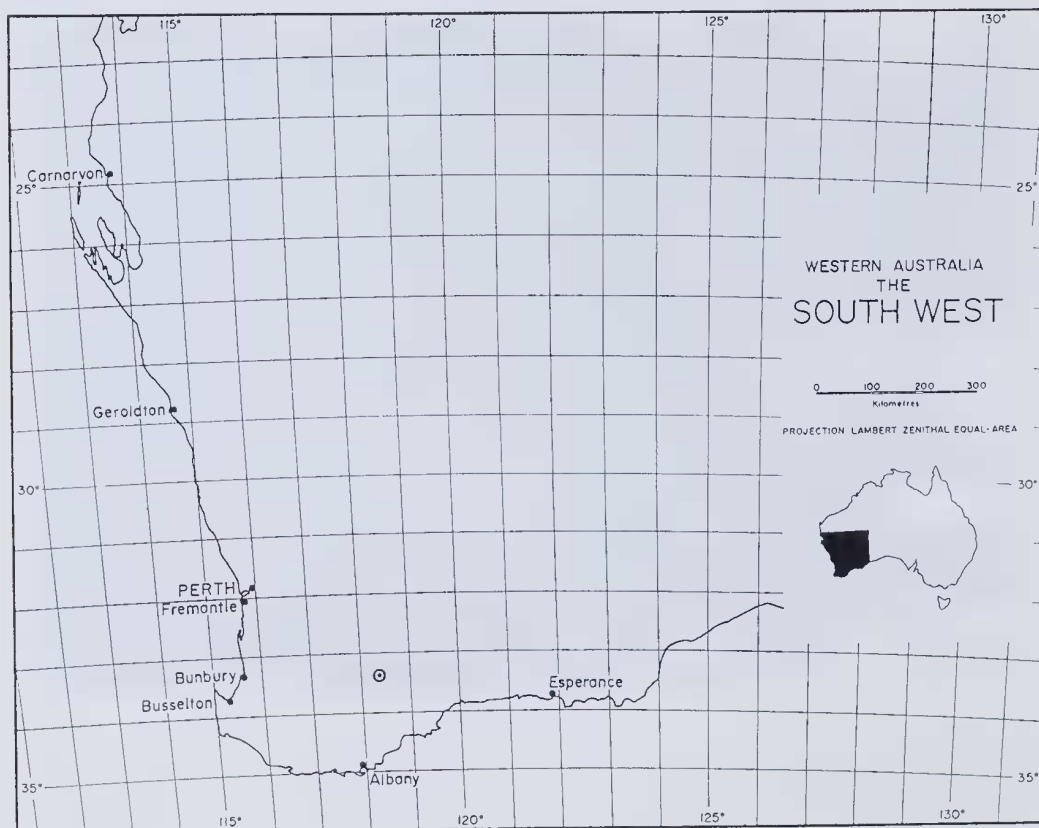 115°
120°
125°
130°
Carnarvon
25°
25°
WESTERN AUSTRALIA
THE
SOUTH WEST
0 100 200 300
Kilometres
PROJECTION LAMBERT ZENITHAL EQUAL-AREA
Geraldton
30°
30°
PERTH
Fremantle
Bunbury
Busselton
Esperance
Albany
35°
35°
115°
120°
125°
130°